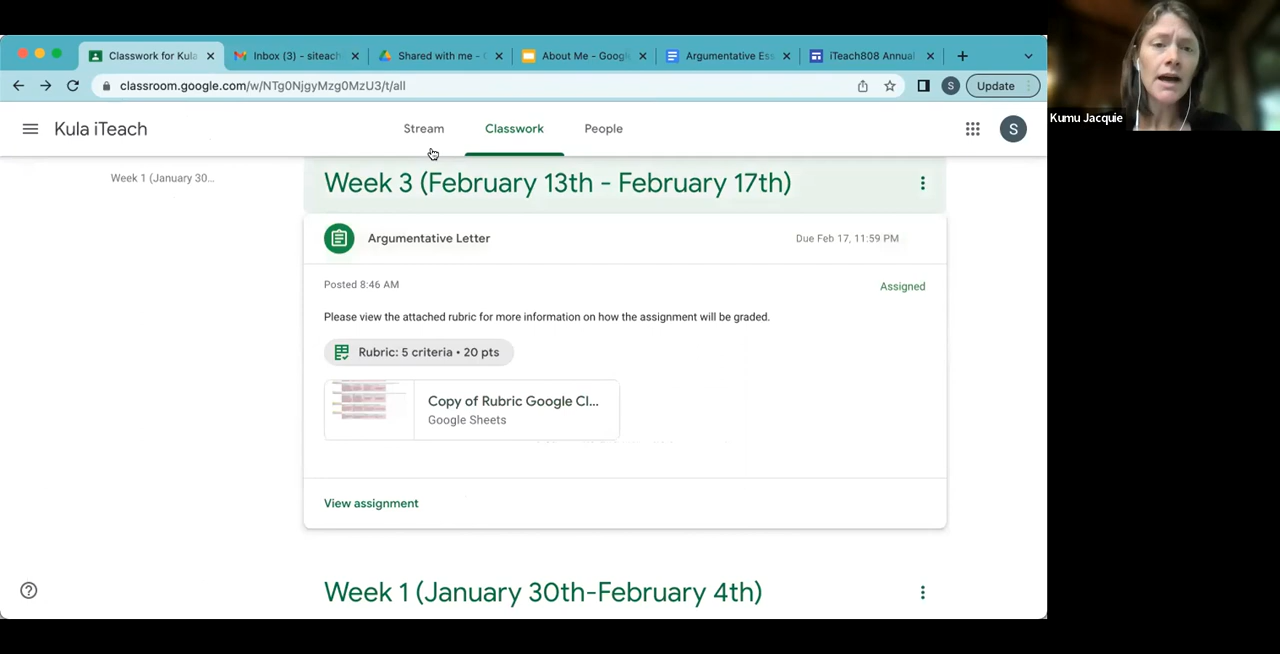 Classwork for Kula
Inbox (3) - siteach
Shared with me -
About Me - Google
Argumentative Ess
iTeach808 Annual
classroom.google.com/w/NTg0NjgyMzg0MzU3/t/all
S
Update
Kumu Jacquie
Kula iTeach
Stream
Classwork
People
S
Week 1 (January 30...
Week 3 (February 13th - February 17th)
Argumentative Letter
Due Feb 17, 11:59 PM
Posted 8:46 AM
Assigned
Please view the attached rubric for more information on how the assignment will be graded.
Rubric: 5 criteria • 20 pts
Copy of Rubric Google Cl...
Google Sheets
View assignment
Week 1 (January 30th-February 4th)